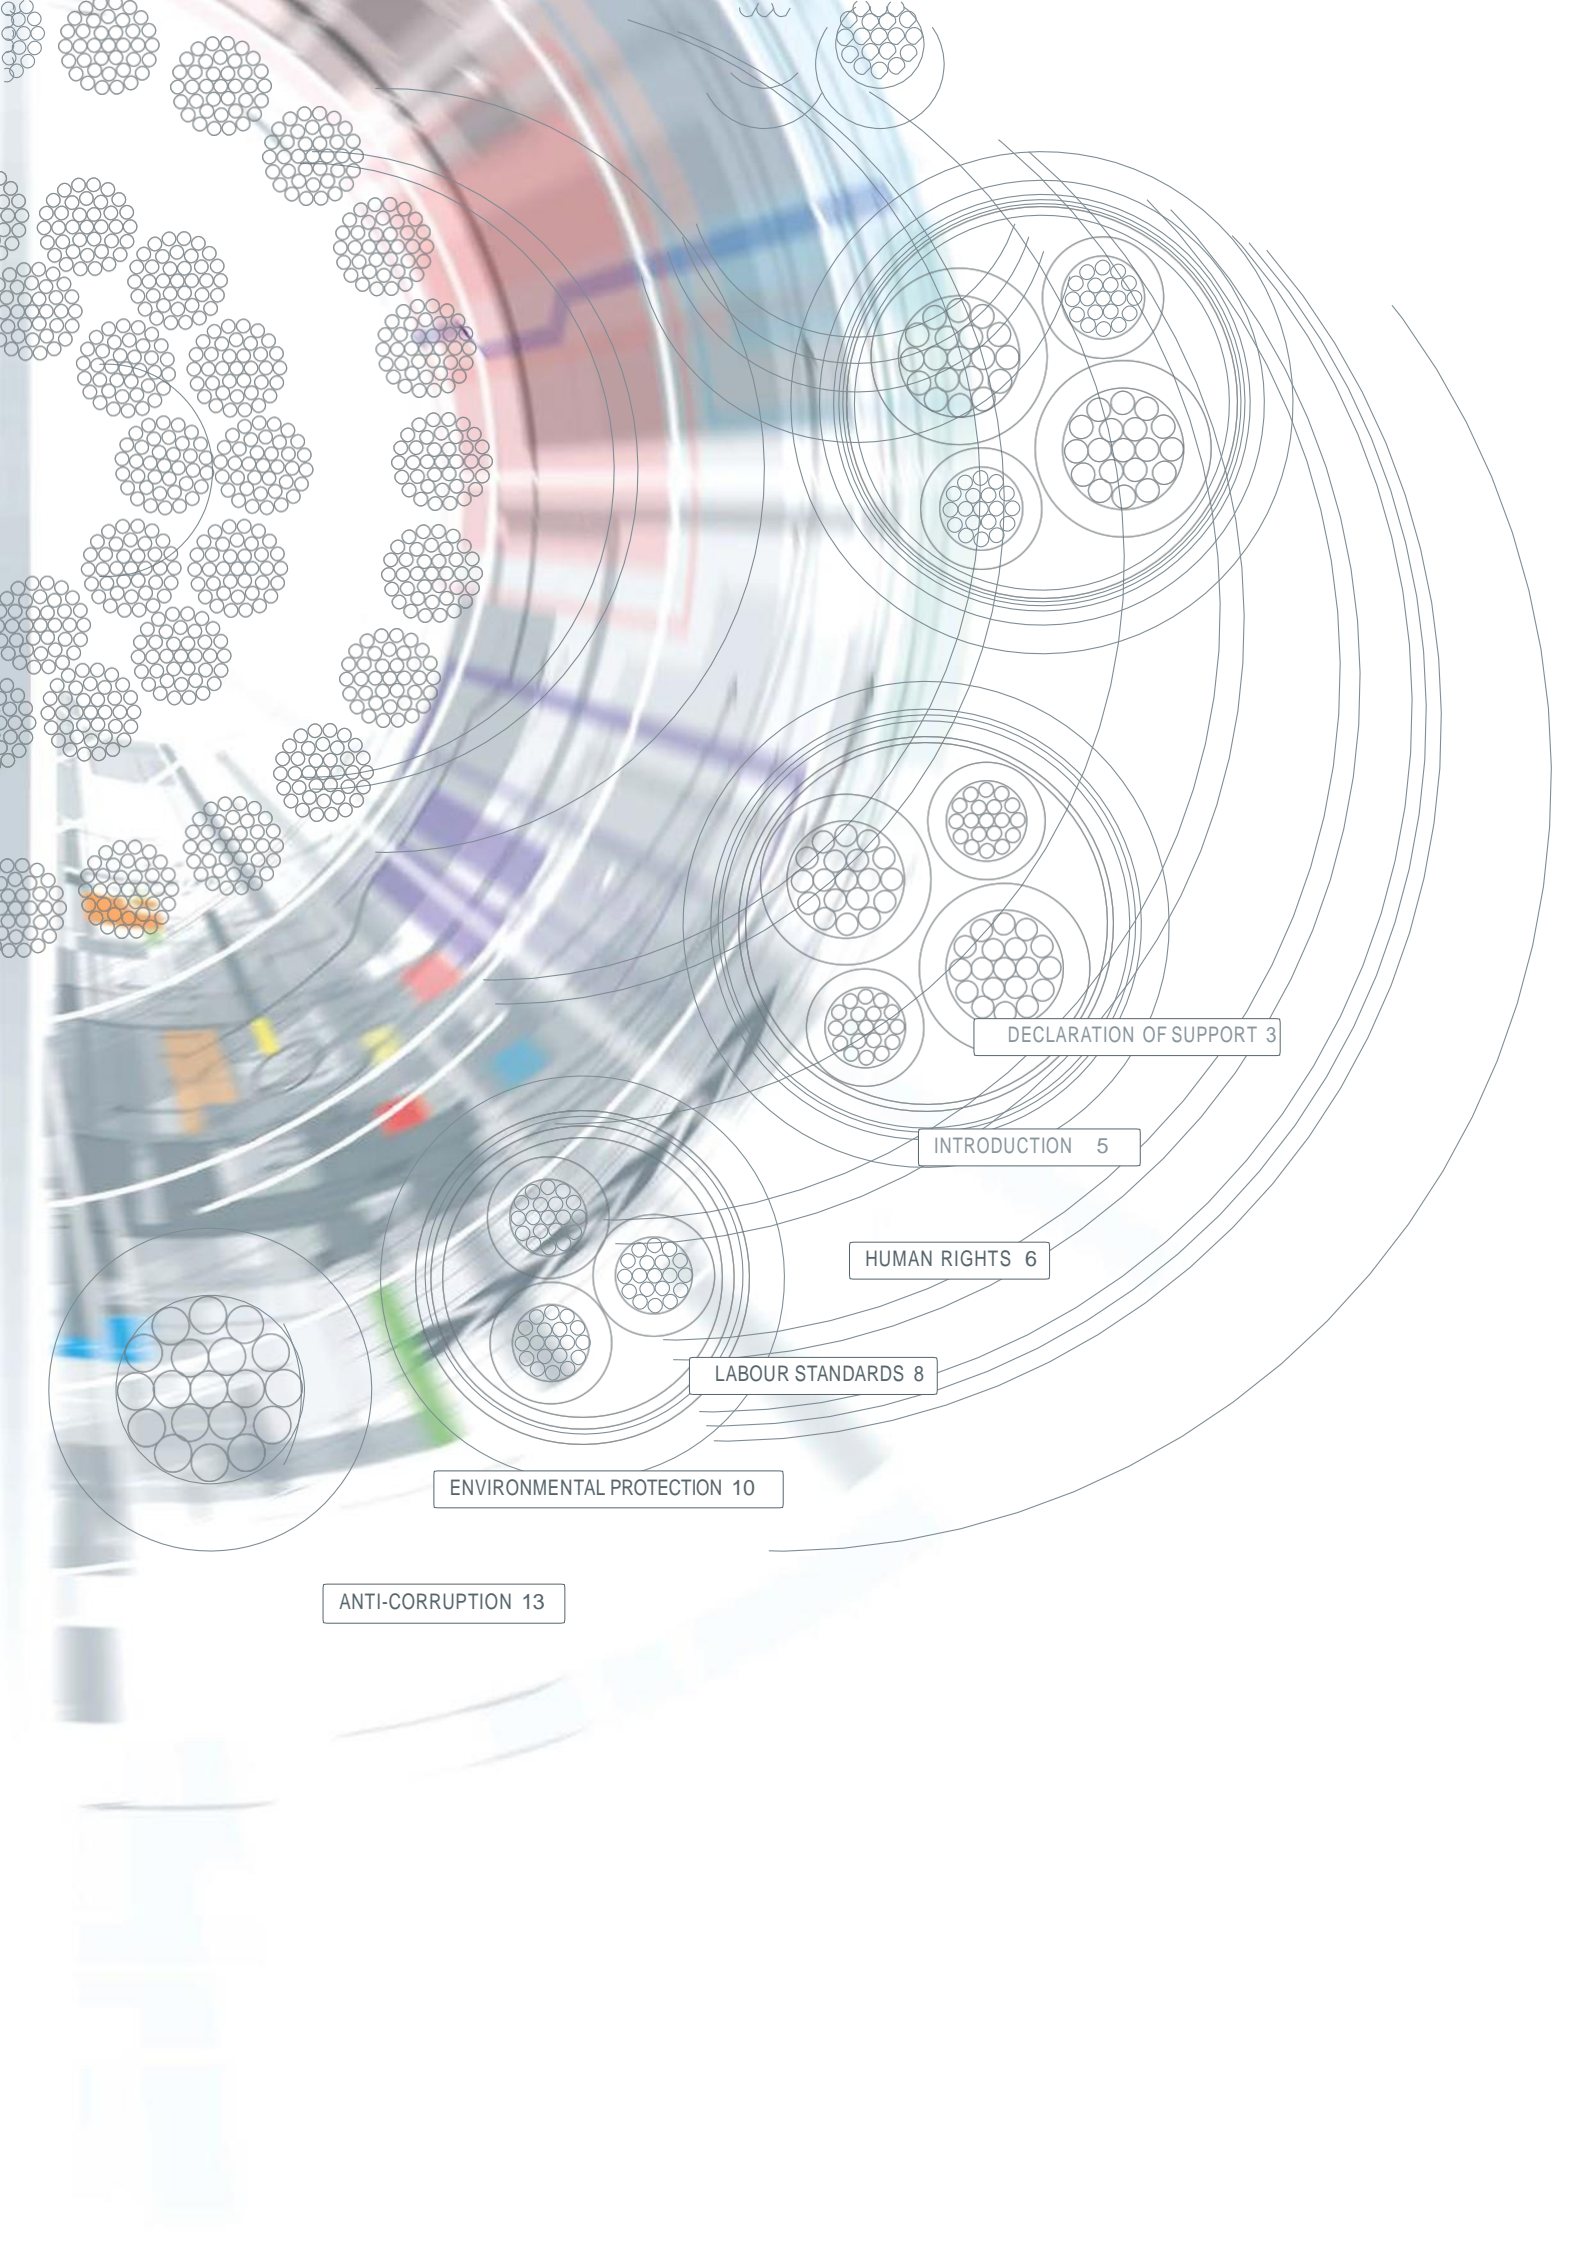 DECLARATION OF SUPPORT 3
INTRODUCTION 5
HUMAN RIGHTS 6
LABOUR STANDARDS 8
ENVIRONMENTAL PROTECTION 10
ANTI-CORRUPTION 13